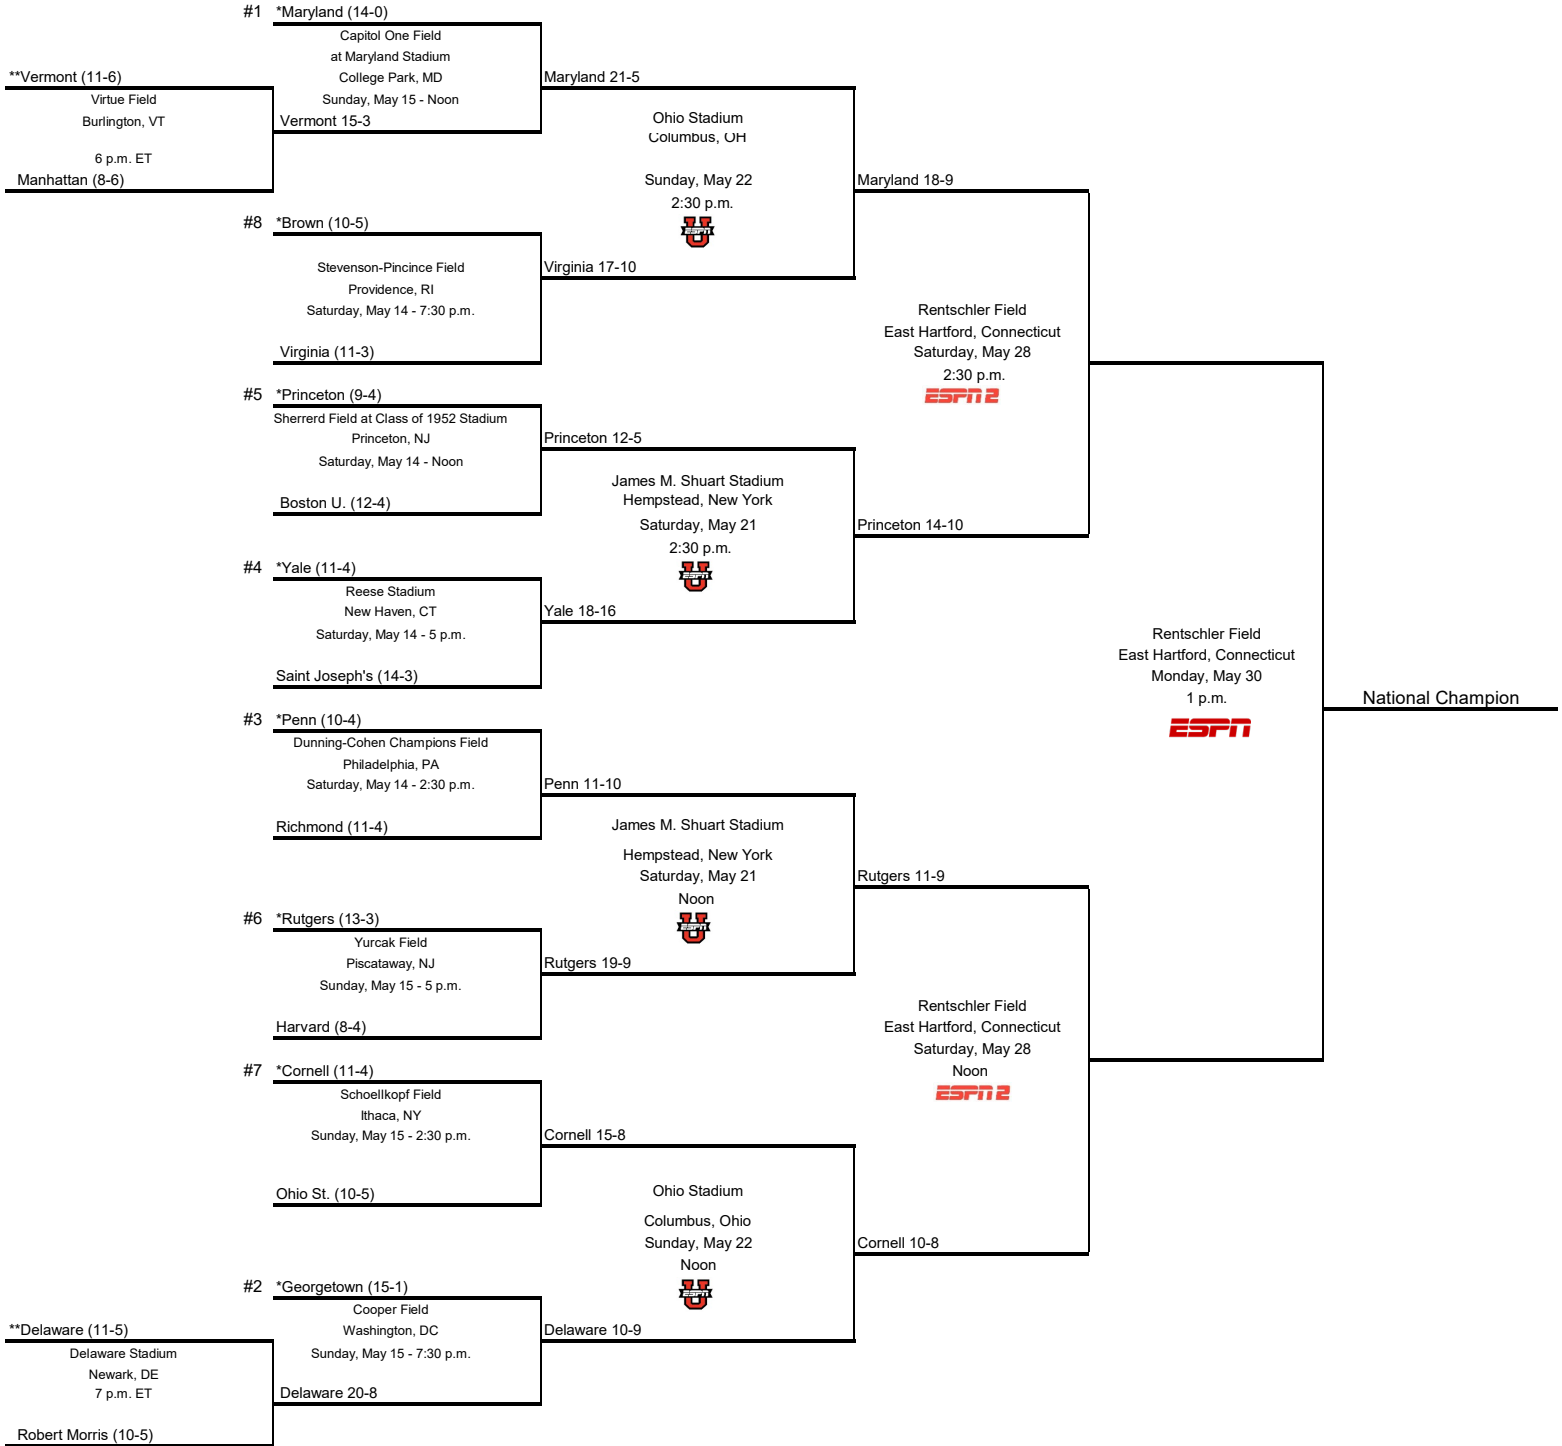 #1 *Maryland (14-0)
Capitol One Field
at Maryland Stadium
College Park, MD
Sunday, May 15 - Noon
Vermont 15-3
**Vermont (11-6)
Virtue Field
Burlington, VT
6 p.m. ET
Manhattan (8-6)
Maryland 21-5
Ohio Stadium
Columbus, OH
Sunday, May 22
2:30 p.m.
ESPN U
Maryland 18-9
#8 *Brown (10-5)
Stevenson-Pincince Field
Providence, RI
Saturday, May 14 - 7:30 p.m.
Virginia (11-3)
Virginia 17-10
Rentschler Field
East Hartford, Connecticut
Saturday, May 28
2:30 p.m.
ESPN 2
#5 *Princeton (9-4)
Sherrerd Field at Class of 1952 Stadium
Princeton, NJ
Saturday, May 14 - Noon
Boston U. (12-4)
Princeton 12-5
James M. Shuart Stadium
Hempstead, New York
Saturday, May 21
2:30 p.m.
ESPN U
Princeton 14-10
#4 *Yale (11-4)
Reese Stadium
New Haven, CT
Saturday, May 14 - 5 p.m.
Saint Joseph's (14-3)
Yale 18-16
Rentschler Field
East Hartford, Connecticut
Monday, May 30
1 p.m.
ESPN
National Champion
#3 *Penn (10-4)
Dunning-Cohen Champions Field
Philadelphia, PA
Saturday, May 14 - 2:30 p.m.
Richmond (11-4)
Penn 11-10
James M. Shuart Stadium
Hempstead, New York
Saturday, May 21
Noon
ESPN U
Rutgers 11-9
#6 *Rutgers (13-3)
Yurcak Field
Piscataway, NJ
Sunday, May 15 - 5 p.m.
Harvard (8-4)
Rutgers 19-9
Rentschler Field
East Hartford, Connecticut
Saturday, May 28
Noon
ESPN 2
#7 *Cornell (11-4)
Schoellkopf Field
Ithaca, NY
Sunday, May 15 - 2:30 p.m.
Ohio St. (10-5)
Cornell 15-8
Ohio Stadium
Columbus, Ohio
Sunday, May 22
Noon
ESPN U
Cornell 10-8
#2 *Georgetown (15-1)
Cooper Field
Washington, DC
Sunday, May 15 - 7:30 p.m.
Delaware 20-8
Delaware 10-9
**Delaware (11-5)
Delaware Stadium
Newark, DE
7 p.m. ET
Robert Morris (10-5)